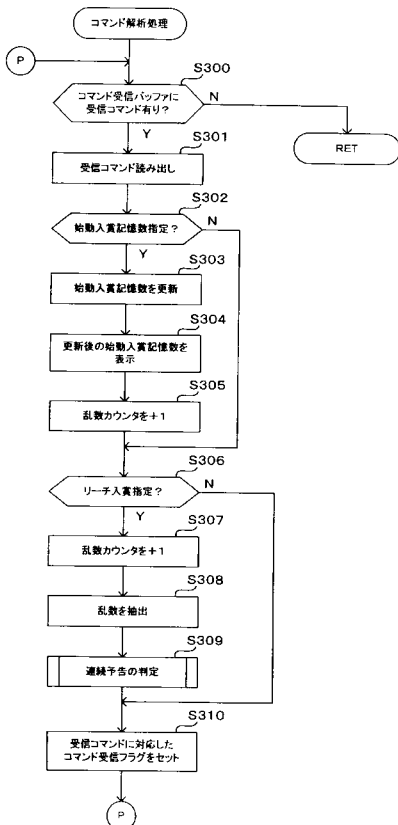 コマンド解析処理
P
S300
コマンド受信バッファに
受信コマンド有り?
N
Y
RET
S301
受信コマンド読み出し
S302
始動入賞記憶数指定?
N
Y
S303
始動入賞記憶数を更新
S304
更新後の始動入賞記憶数を
表示
S305
乱数カウンタを+1
S306
リーチ入賞指定?
N
Y
S307
乱数カウンタを+1
S308
乱数を抽出
S309
連続予告の判定
S310
受信コマンドに対応した
コマンド受信フラグをセット
P